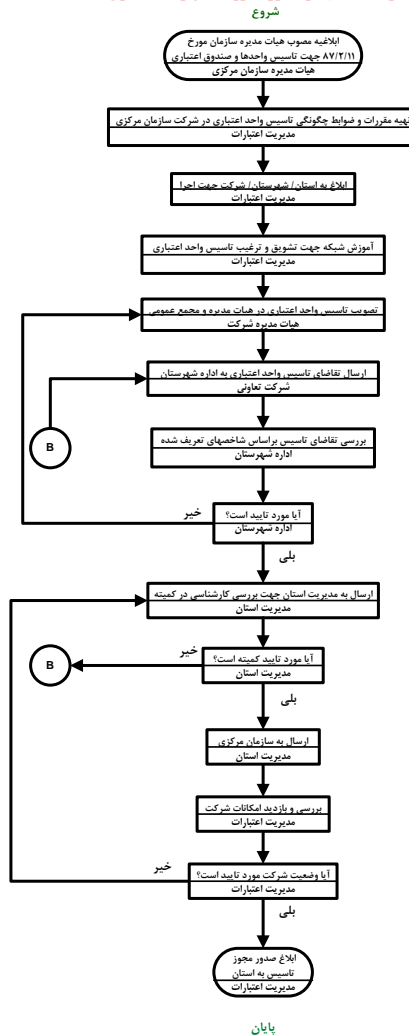 شروع
ابلاغیه مصوب هیات مدیره سازمان مورخ
۸۷/۲/۱۱ جهت تاسیس واحدها و صندوق اعتباری
هیات مدیره سازمان مرکزی
تهیه مقررات و ضوابط چگونگی تاسیس واحد اعتباری در شرکت سازمان مرکزی
مدیریت اعتبارات
ابلاغ به استان/ شهرستان/ شرکت جهت اجرا
مدیریت اعتبارات
آموزش شبکه جهت تشویق و ترغیب تاسیس واحد اعتباری
مدیریت اعتبارات
تصویب تاسیس واحد اعتباری در هیات مدیره و مجمع عمومی
هیات مدیره شرکت
ارسال تقاضای تاسیس واحد اعتباری به اداره شهرستان
شرکت تعاونی
B
بررسی تقاضای تاسیس براساس شاخصهای تعریف شده
اداره شهرستان
آیا مورد تایید است؟
اداره شهرستان
خیر
بلی
ارسال به مدیریت استان جهت بررسی کارشناسی در کمیته
مدیریت استان
آیا مورد تایید کمیته است؟
مدیریت استان
خیر
B
بلی
ارسال به سازمان مرکزی
مدیریت استان
بررسی و بازدید امکانات شرکت
مدیریت اعتبارات
آیا وضعیت شرکت مورد تایید است؟
مدیریت اعتبارات
خیر
بلی
ابلاغ صدور مجوز
تاسیس به استان
مدیریت اعتبارات
پایان